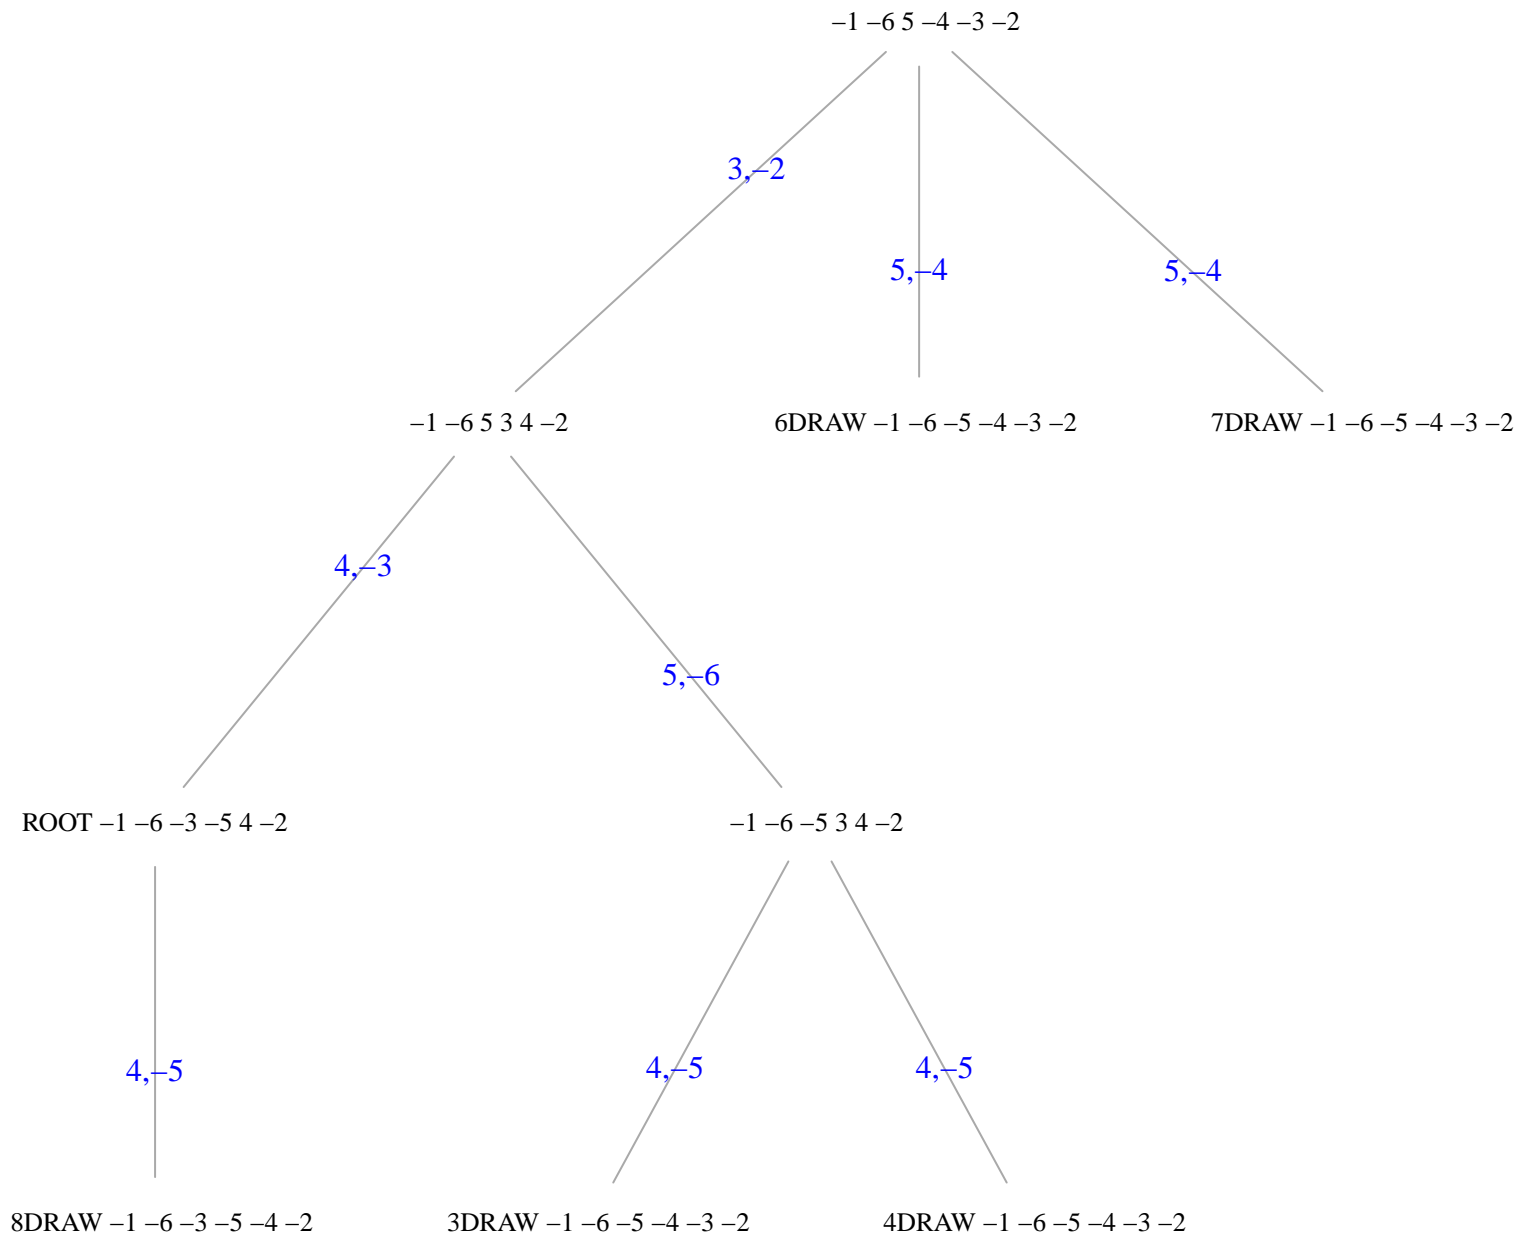 –1 –6 5 –4 –3 –2
3,–2
5,–4
5,–4
–1 –6 5 3 4 –2
6DRAW –1 –6 –5 –4 –3 –2
7DRAW –1 –6 –5 –4 –3 –2
4,–3
5,–6
ROOT –1 –6 –3 –5 4 –2
–1 –6 –5 3 4 –2
4,–5
4,–5
4,–5
8DRAW –1 –6 –3 –5 –4 –2
3DRAW –1 –6 –5 –4 –3 –2
4DRAW –1 –6 –5 –4 –3 –2